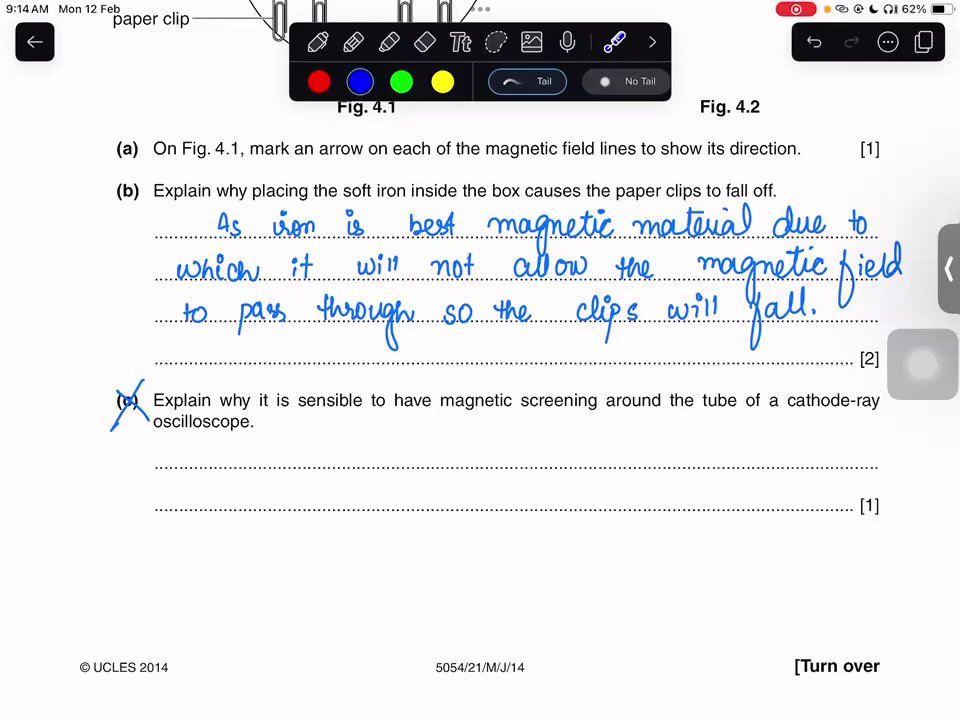 9:14 AM Mon 12 Feb 62%
paper clip
Tt
Tail No Tail
Fig. 4.1 Fig. 4.2
(a) On Fig. 4.1, mark an arrow on each of the magnetic field lines to show its direction. [1]
(b) Explain why placing the soft iron inside the box causes the paper clips to fall off.
As iron is best magnetic material due to
which it will not allow the magnetic field
to pass through so the clips will fall.
[2]
(c) Explain why it is sensible to have magnetic screening around the tube of a cathode-ray
oscilloscope.
[1]
© UCLES 2014 5054/21/M/J/14 [Turn over